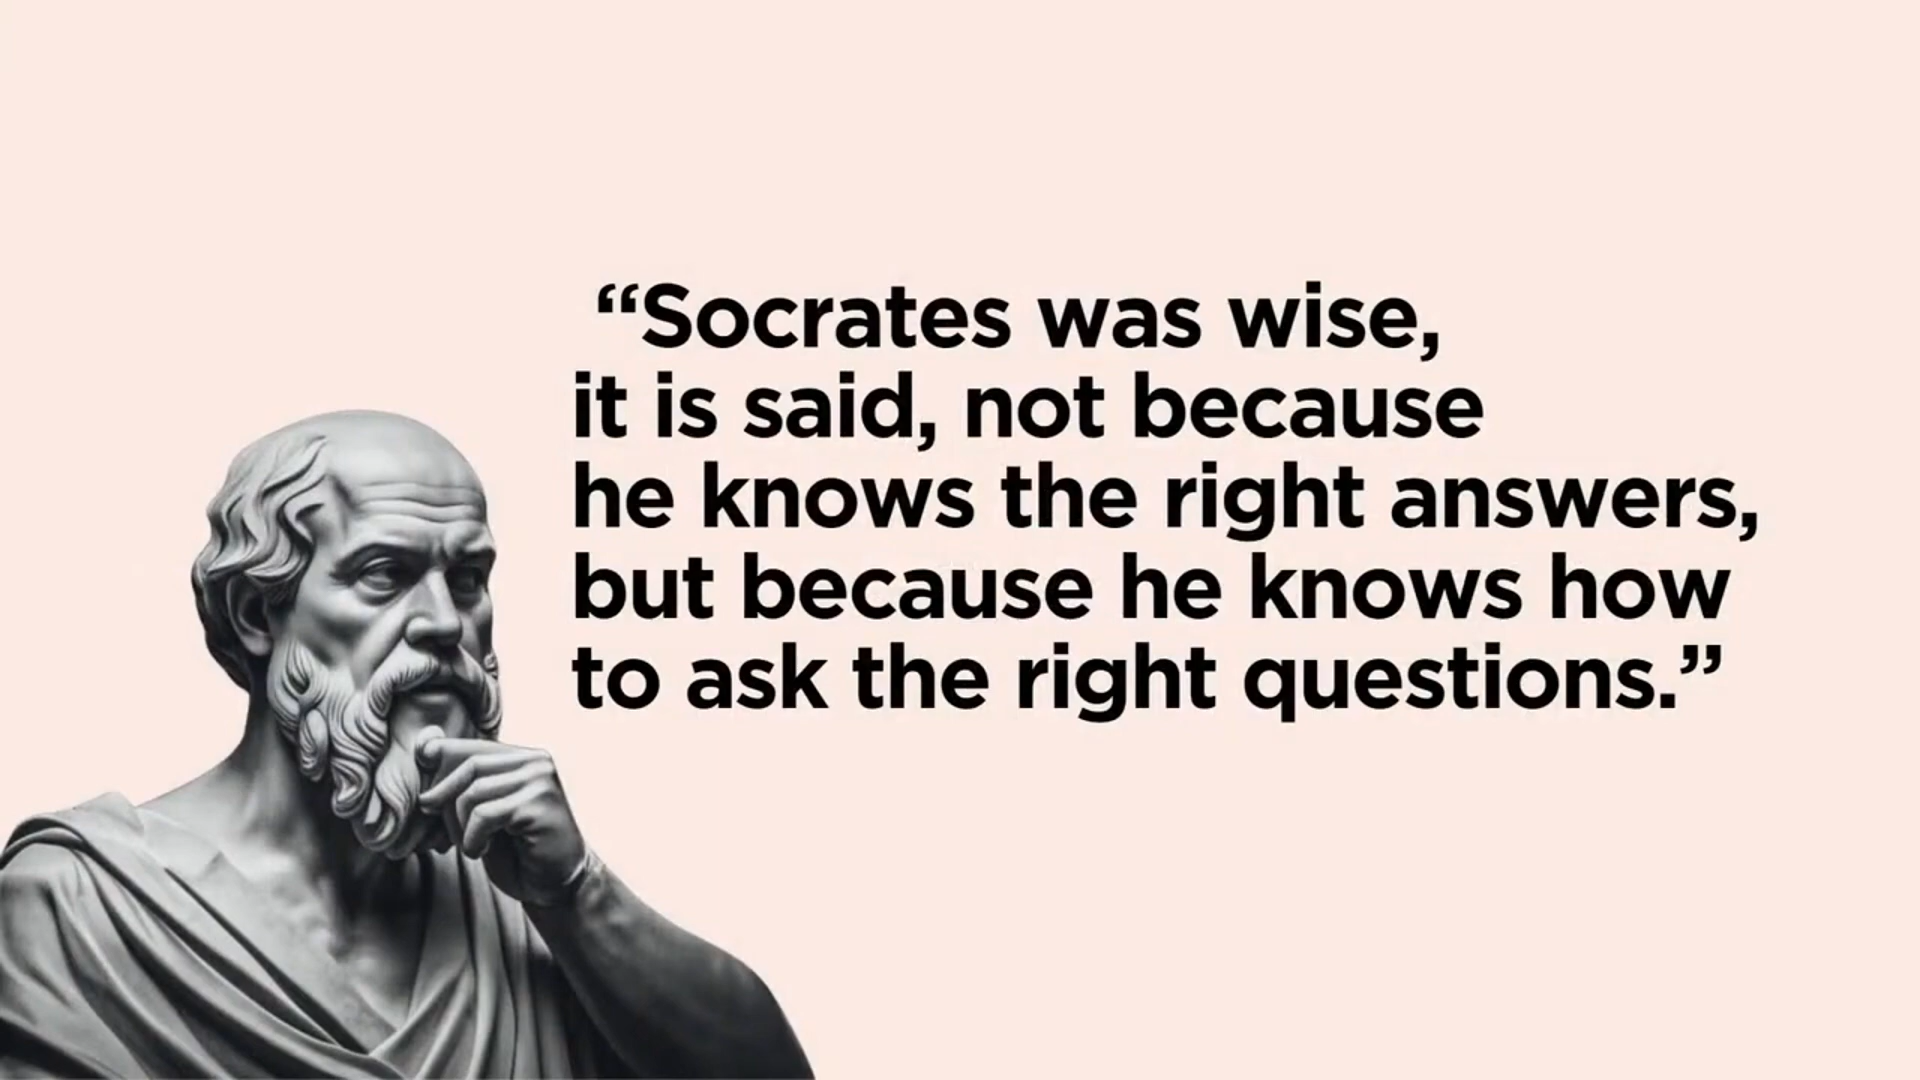 “Socrates was wise,
it is said, not because
he knows the right answers,
but because he knows how
to ask the right questions.”